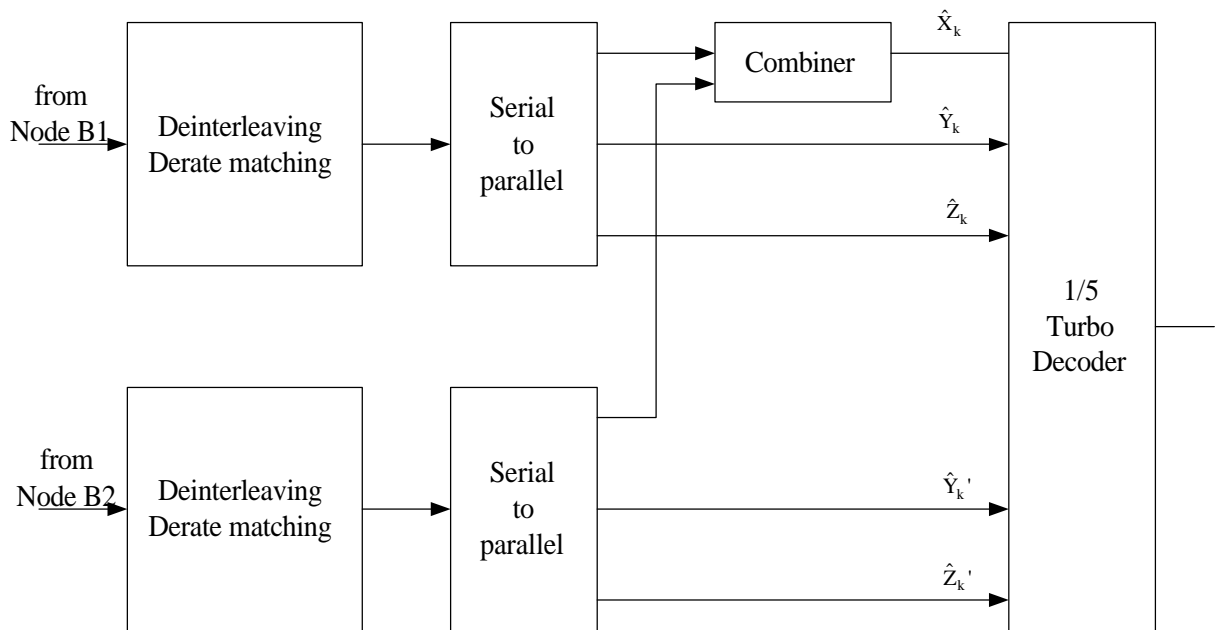 from
Node B1
Deinterleaving
Derate matching
Serial
to
parallel
Combiner
X̂k
Ŷk
Ẑk
1/5
Turbo
Decoder
from
Node B2
Deinterleaving
Derate matching
Serial
to
parallel
Ŷk'
Ẑk'